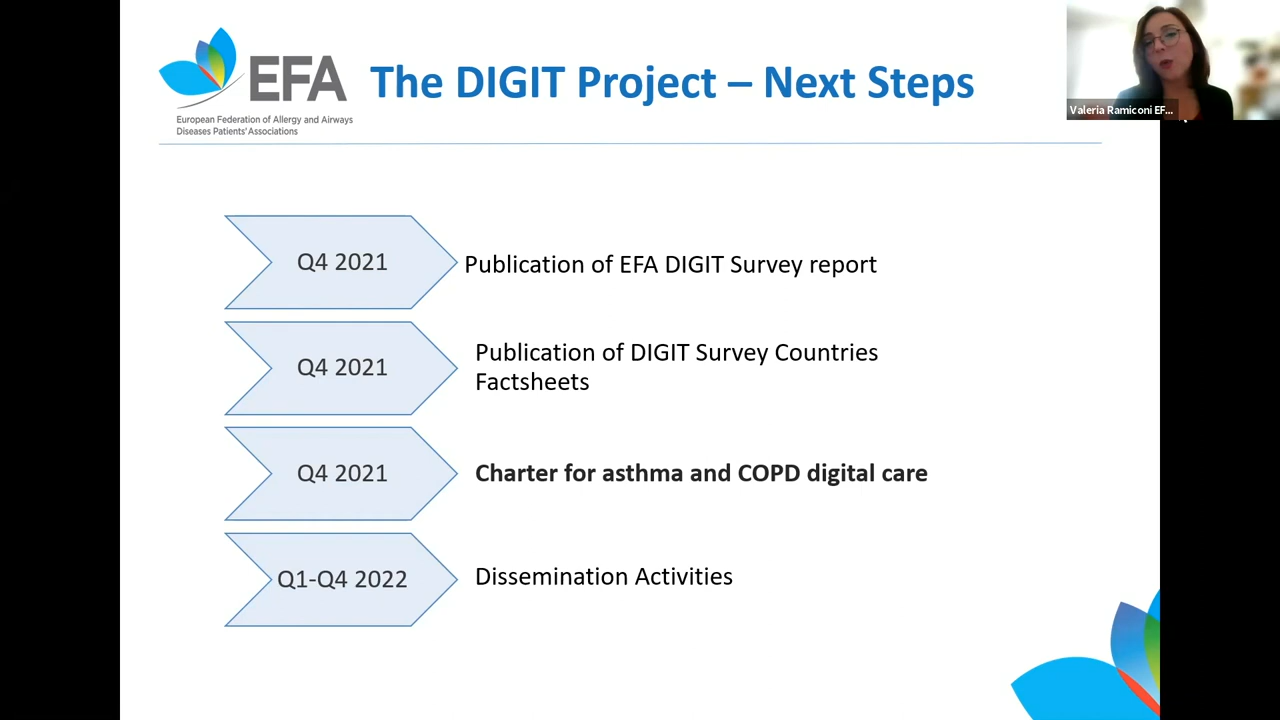 EFA
European Federation of Allergy and Airways
Diseases Patients' Associations
The DIGIT Project – Next Steps
Valeria Ramiconi EF...
Q4 2021
Publication of EFA DIGIT Survey report
Q4 2021
Publication of DIGIT Survey Countries
Factsheets
Q4 2021
Charter for asthma and COPD digital care
Q1-Q4 2022
Dissemination Activities